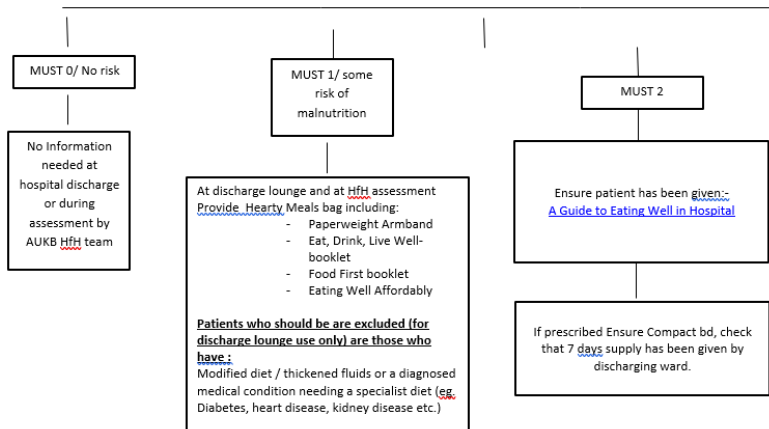 MUST 0/ No risk
No Information
needed at
hospital discharge
or during
assessment by
AUKB HfH team
MUST 1/ some
risk of
malnutrition
At discharge lounge and at HfH assessment
Provide Hearty Meals bag including:
- Paperweight Armband
- Eat, Drink, Live Well-
booklet
- Food First booklet
- Eating Well Affordably
Patients who should be are excluded (for
discharge lounge use only) are those who
have :
Modified diet / thickened fluids or a diagnosed
medical condition needing a specialist diet (eg.
Diabetes, heart disease, kidney disease etc.)
MUST 2
Ensure patient has been given:-
A Guide to Eating Well in Hospital
If prescribed Ensure Compact bd, check
that 7 days supply has been given by
discharging ward.